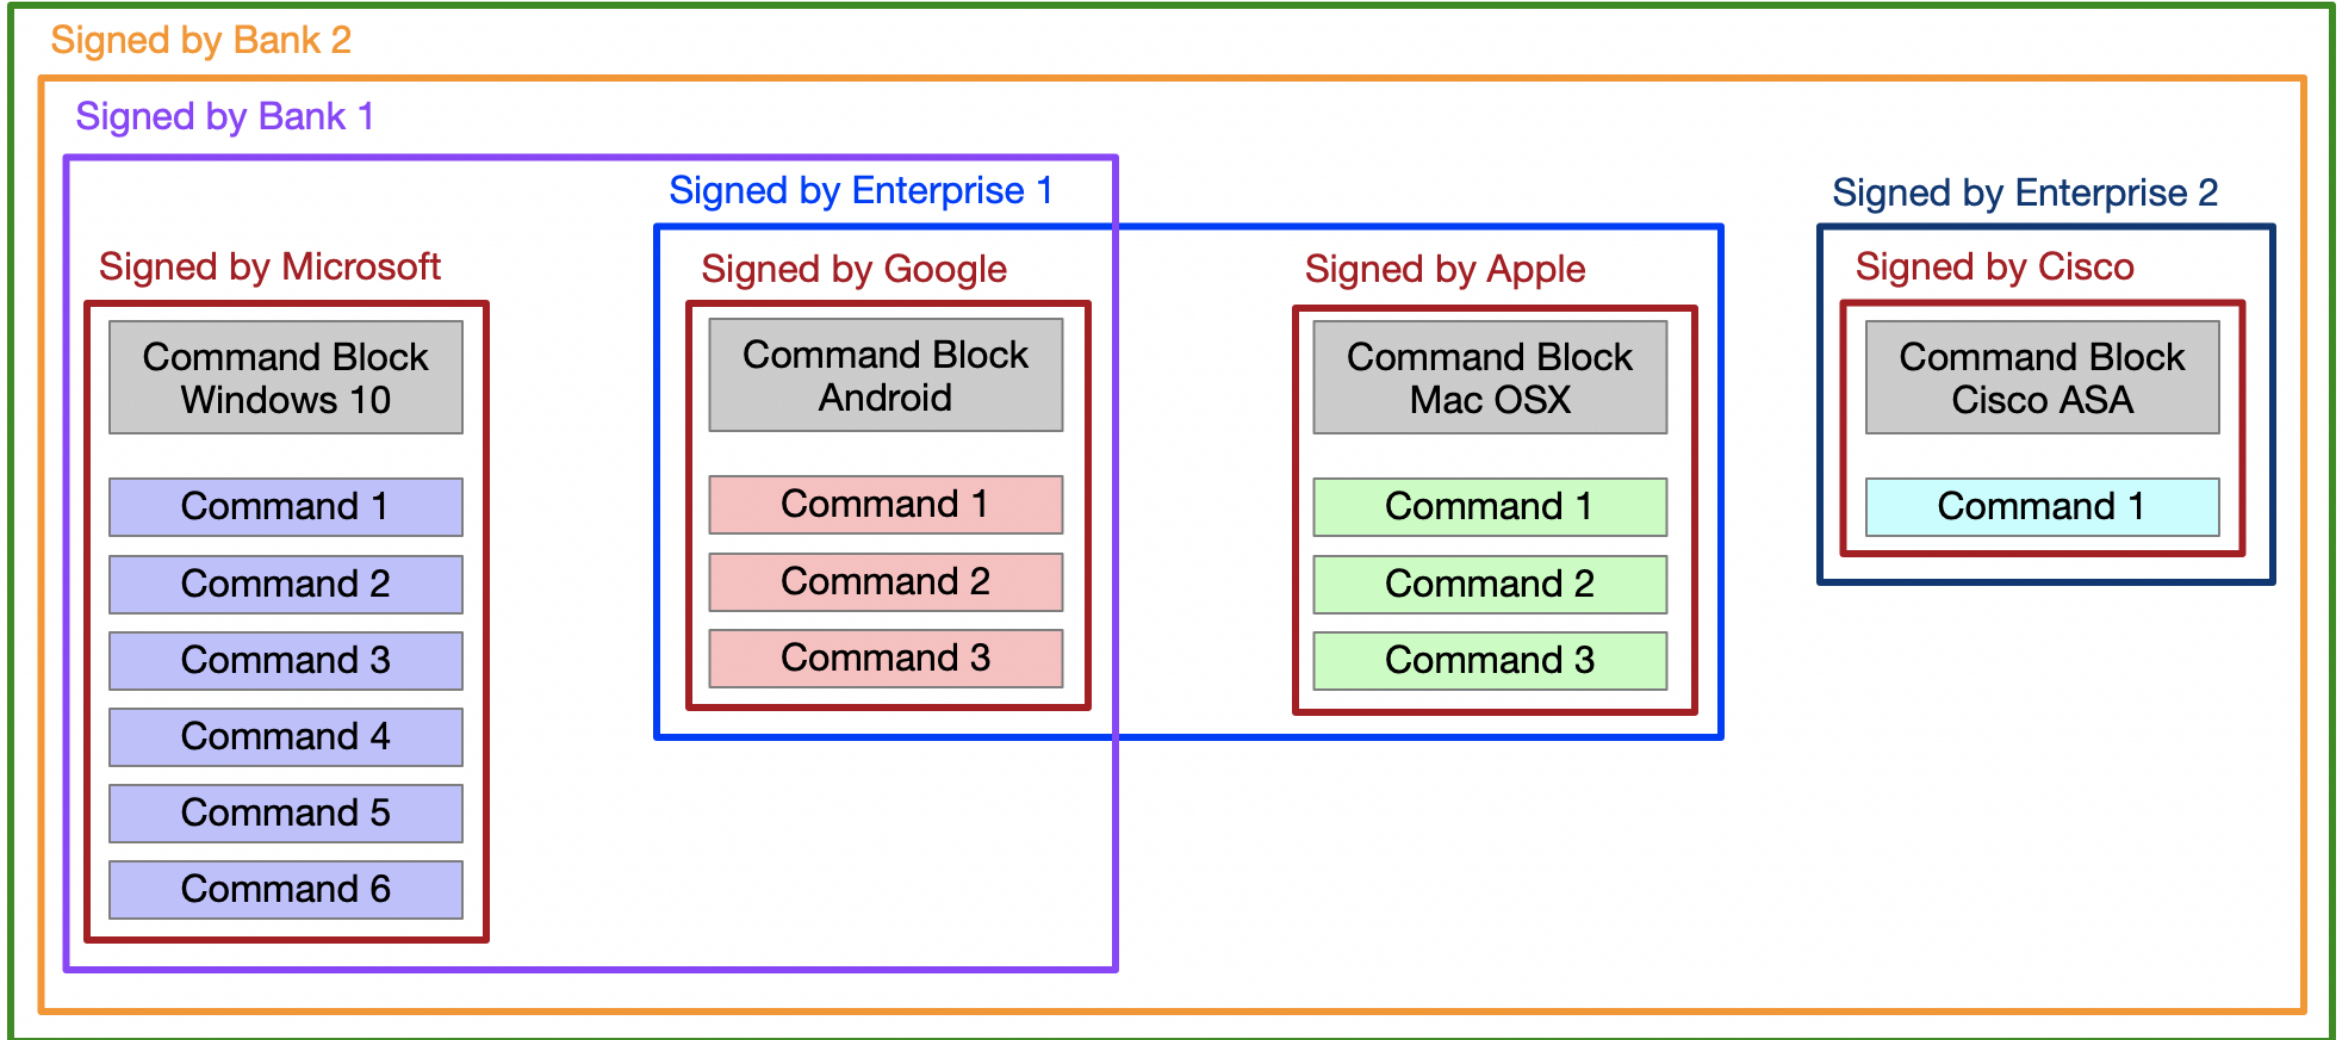 Signed by Bank 2
Signed by Bank 1
Signed by Enterprise 1
Signed by Enterprise 2
Signed by Microsoft
Signed by Google
Signed by Apple
Signed by Cisco
Command Block
Windows 10
Command 1
Command 2
Command 3
Command 4
Command 5
Command 6
Command Block
Android
Command 1
Command 2
Command 3
Command Block
Mac OSX
Command 1
Command 2
Command 3
Command Block
Cisco ASA
Command 1